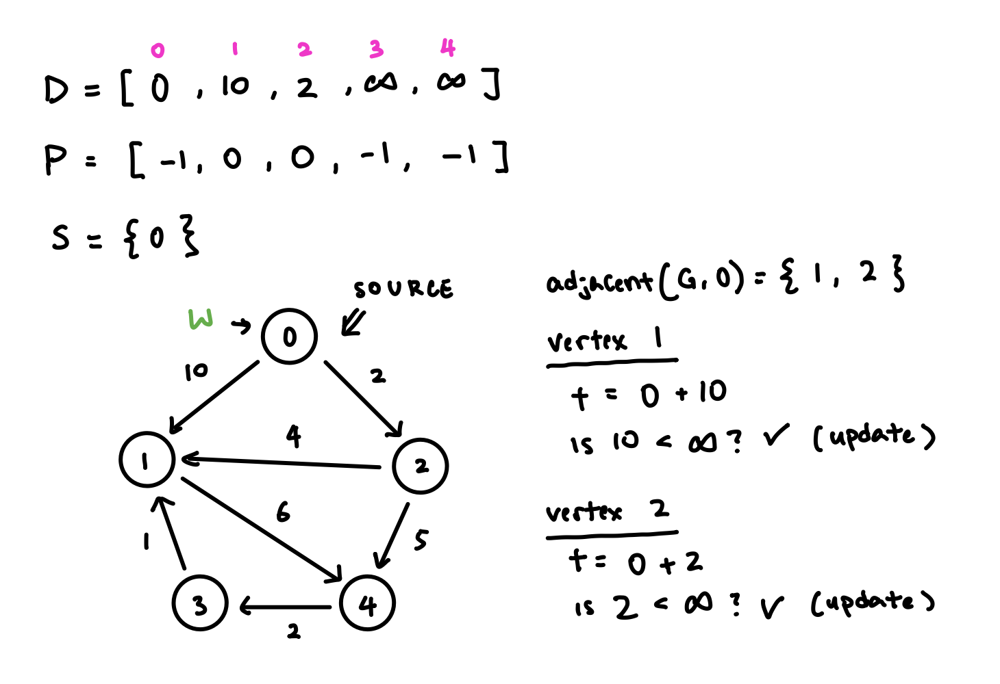 0 1 2 3 4
D = [ 0 , 10 , 2 , ∞ , ∞ ]
P = [ -1, 0 , 0 , -1 , -1 ]
S = { 0 }
SOURCE
W → 0
10
2
4
1
2
6
1
5
3
4
2
adjacent(G,0) = { 1 , 2 }
vertex 1
t = 0 + 10
is 10 < ∞ ? ✓ (update)
vertex 2
t = 0 + 2
is 2 < ∞ ? ✓ (update)